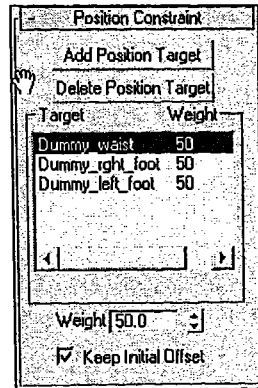 - Position Constraint
Add Position Target
Delete Position Target
Target Weight
Dummy_waist 50
Dummy_rght_foot 50
Dummy_left_foot 50
Weight 50.0
Keep Initial Offset